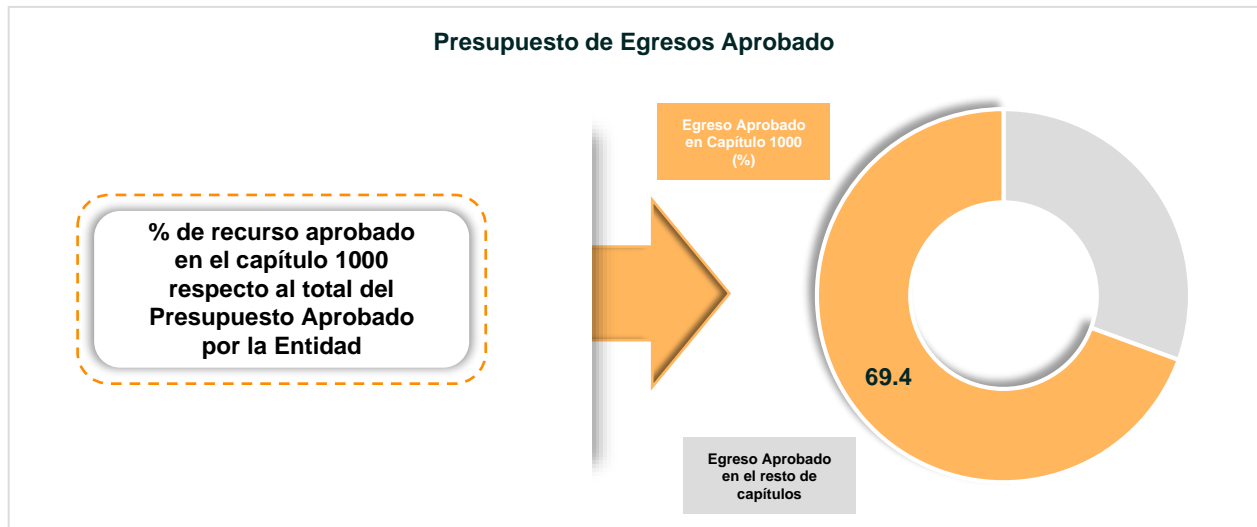 Presupuesto de Egresos Aprobado
% de recurso aprobado
en el capítulo 1000
respecto al total del
Presupuesto Aprobado
por la Entidad
Egreso Aprobado
en Capítulo 1000
(%)
69.4
Egreso Aprobado
en el resto de
capítulos